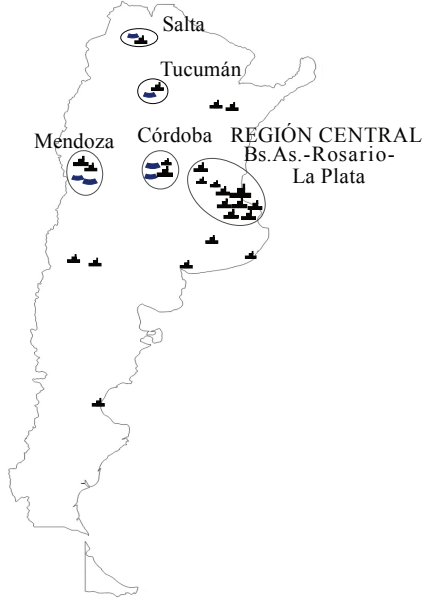 Salta
Tucumán
Mendoza
Córdoba
REGIÓN CENTRAL
Bs.As.-Rosario-
La Plata